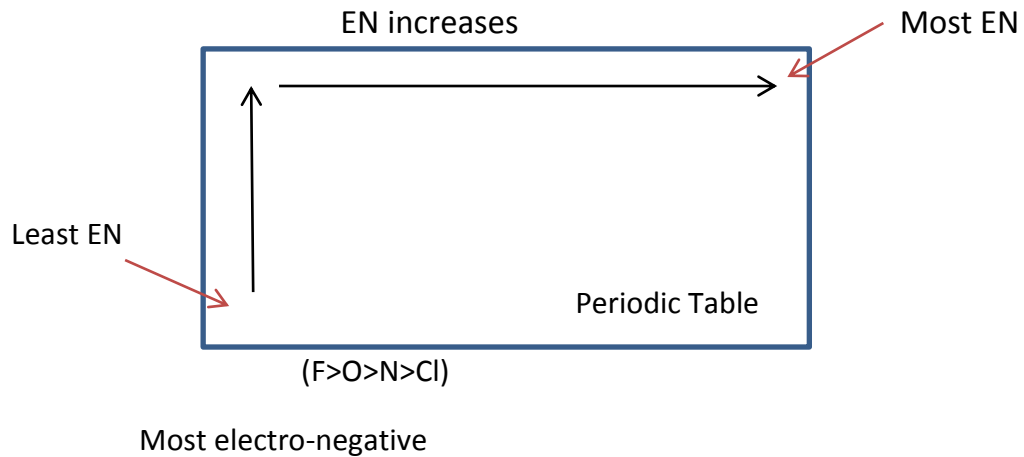 EN increases
Most EN
Least EN
Periodic Table
(F>O>N>Cl)
Most electro-negative